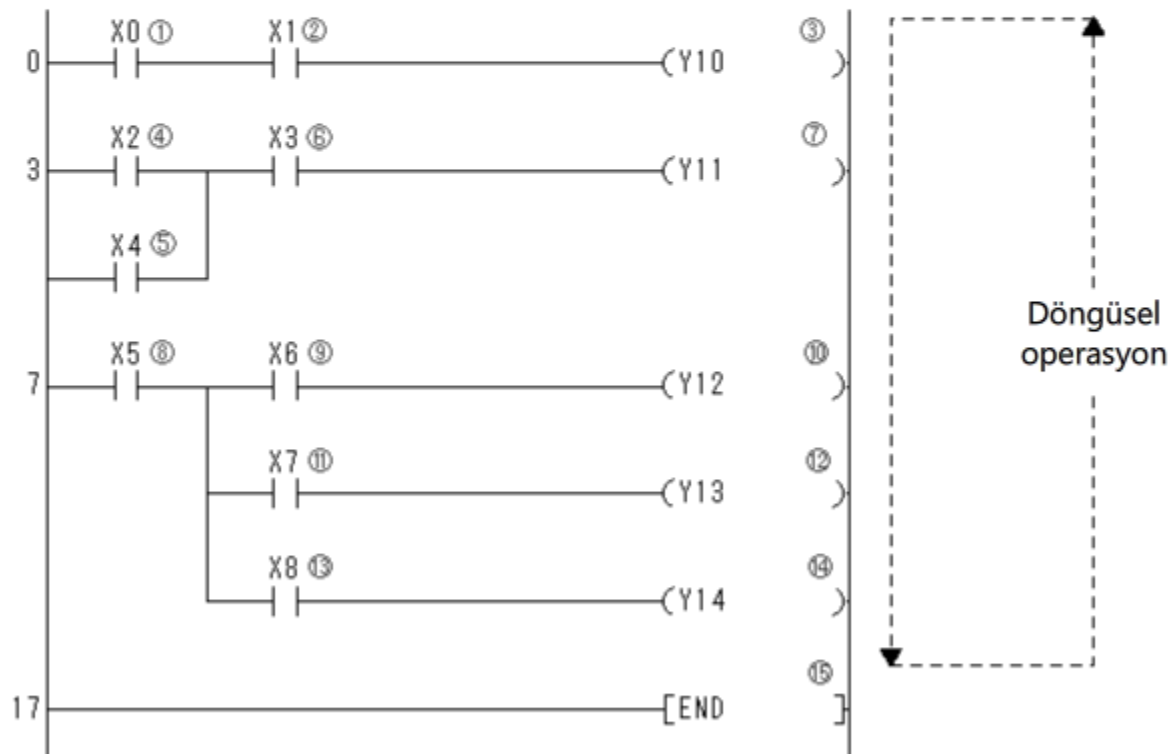 X0 ① X1 ② ③
0 (Y10 )
X2 ④ X3 ⑥ ⑦
3 (Y11 )
X4 ⑤
Döngüsel
operasyon
X5 ⑧ X6 ⑨ ⑩
7 (Y12 )
X7 ⑪ ⑫
(Y13 )
X8 ⑬ ⑭
(Y14 )
⑮
17 [END ]